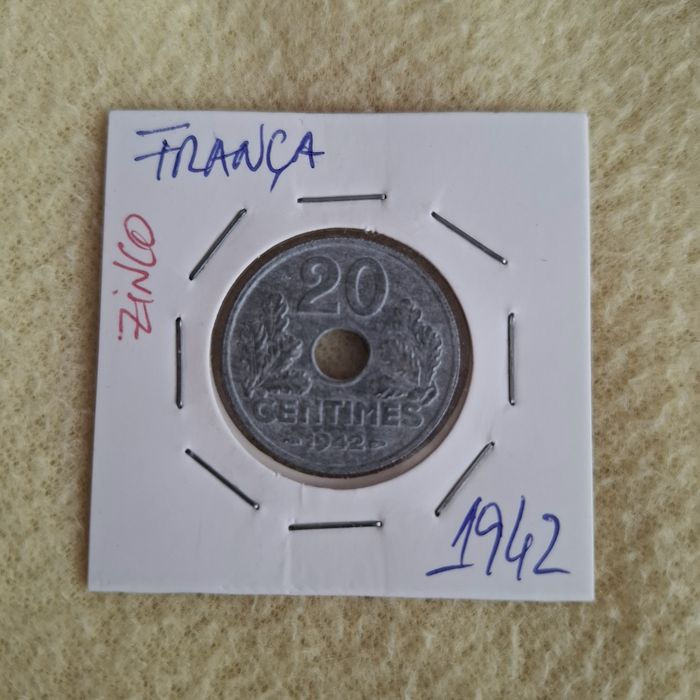 FRANÇA
ZINCO
20
CENTIMES
1942
1942